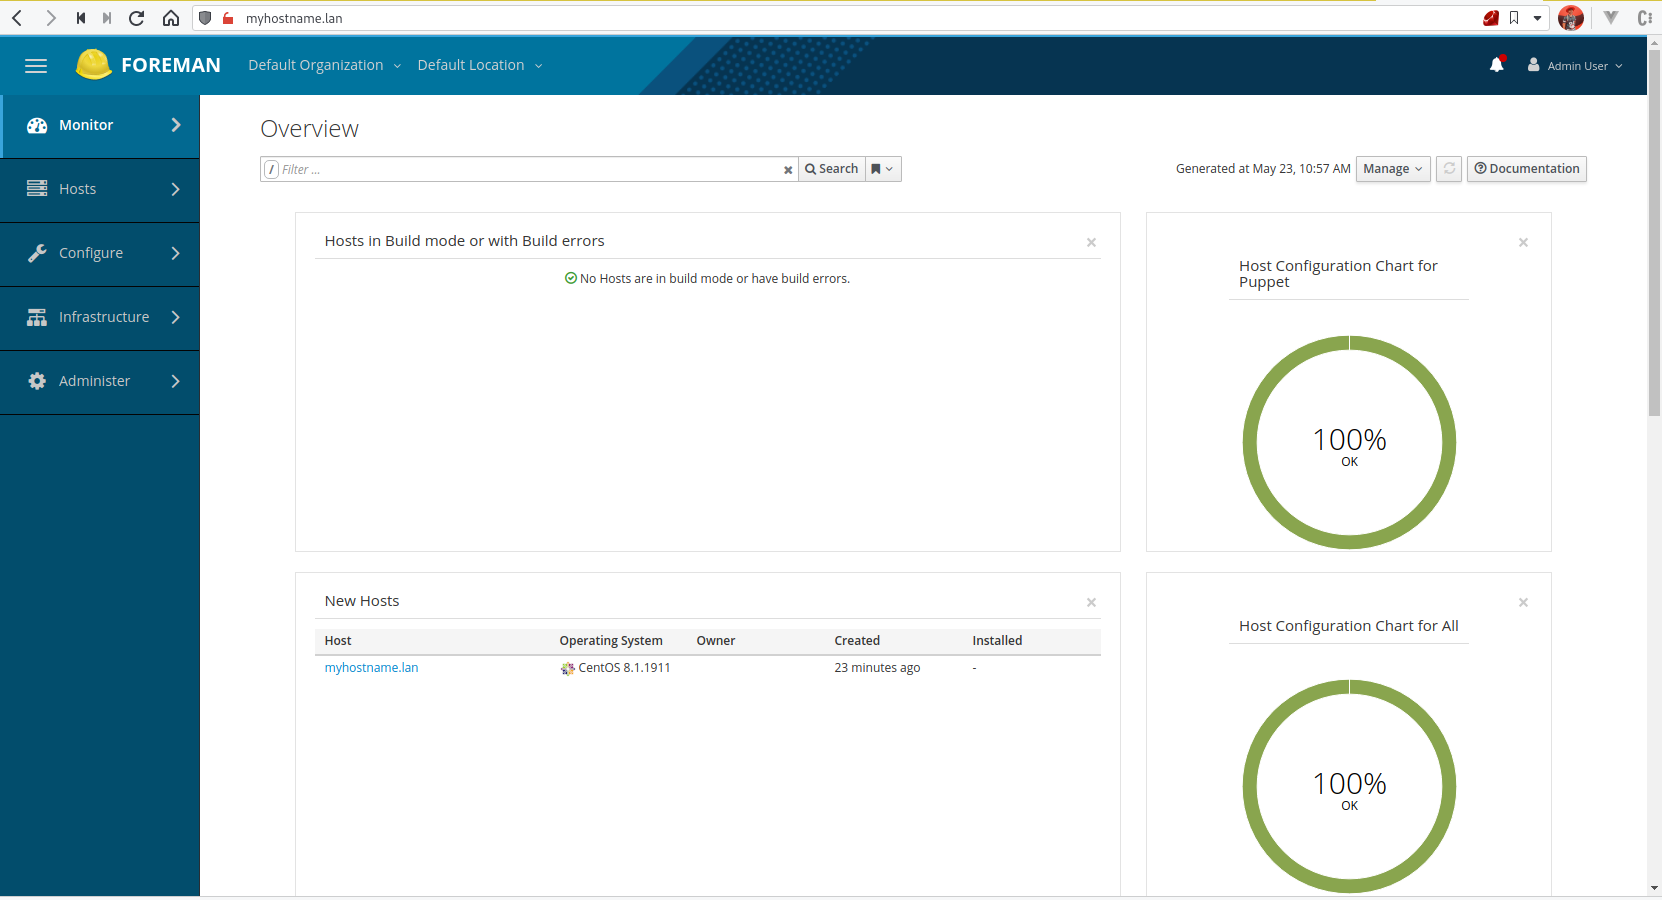 myhostname.lan
FOREMAN Default Organization Default Location Admin User
Monitor
Hosts
Configure
Infrastructure
Administer
Overview
/ Filter ... Search Generated at May 23, 10:57 AM Manage Documentation
Hosts in Build mode or with Build errors
No Hosts are in build mode or have build errors.
Host Configuration Chart for
Puppet
100%
OK
New Hosts
Host Operating System Owner Created Installed
myhostname.lan CentOS 8.1.1911 23 minutes ago -
Host Configuration Chart for All
100%
OK